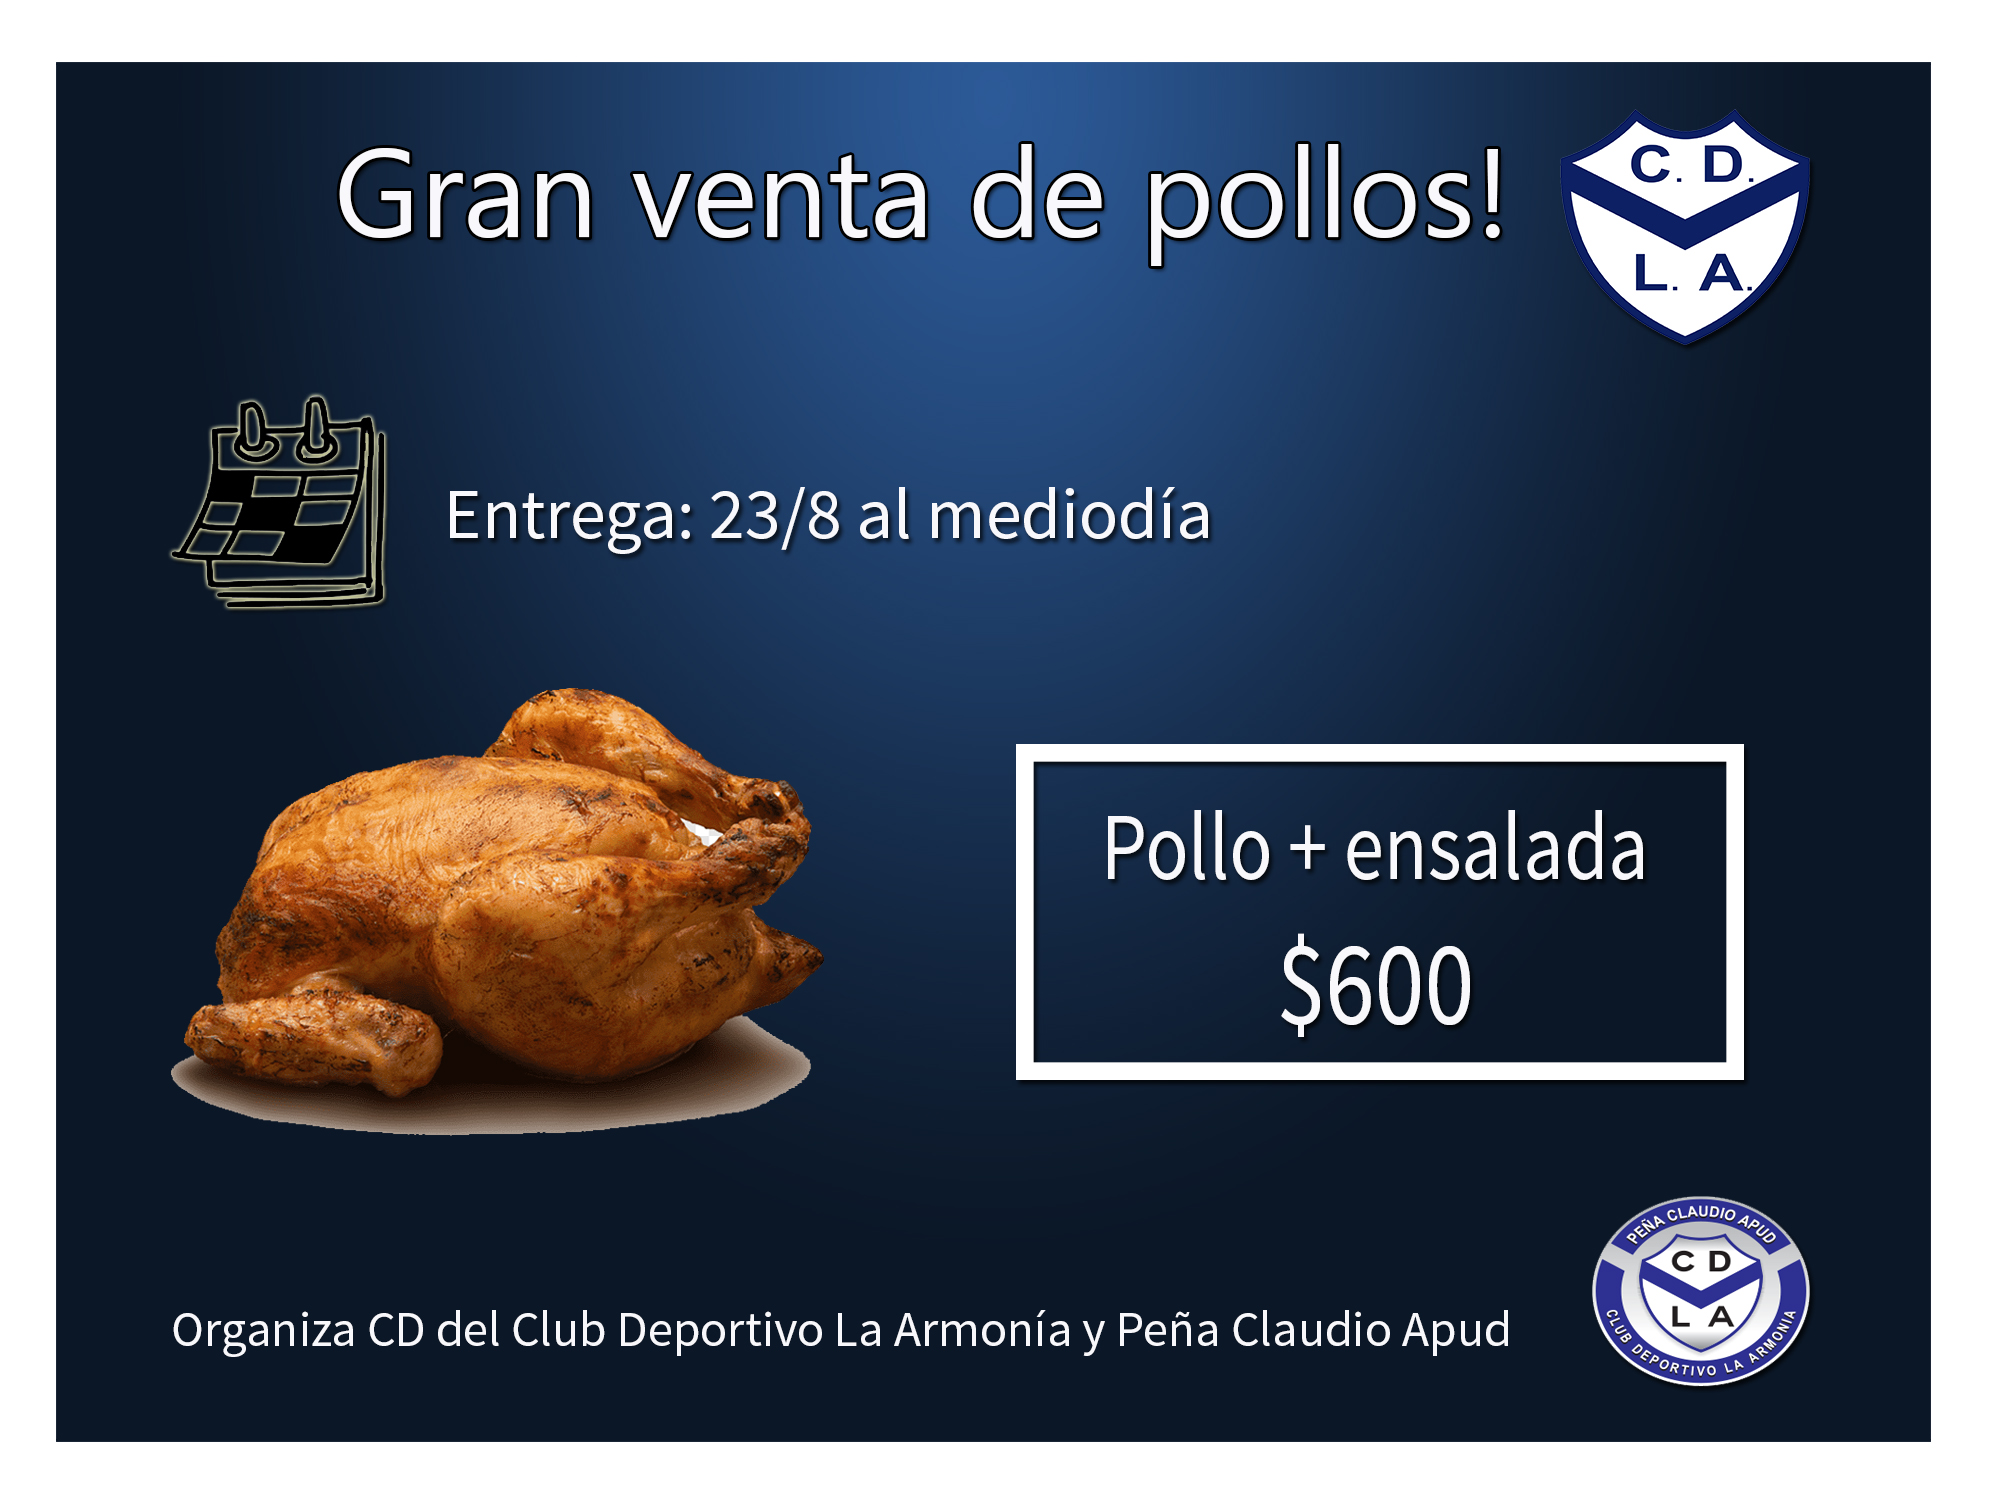 Gran venta de pollos!
C. D.
L. A.
Entrega: 23/8 al mediodía
Pollo + ensalada
$600
Organiza CD del Club Deportivo La Armonía y Peña Claudio Apud
PEÑA CLAUDIO APUD
C D
L A
CLUB DEPORTIVO LA ARMONIA